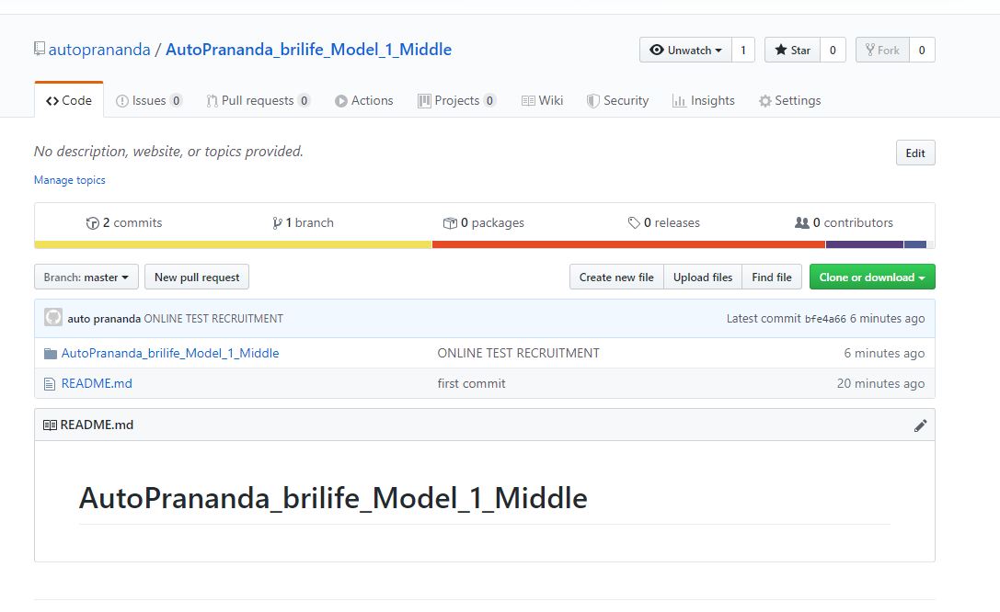 autoprananda / AutoPrananda_brilife_Model_1_Middle
Unwatch 1 Star 0 Fork 0
Code Issues 0 Pull requests 0 Actions Projects 0 Wiki Security Insights Settings
No description, website, or topics provided.
Edit
Manage topics
2 commits 1 branch 0 packages 0 releases 0 contributors
Branch: master New pull request Create new file Upload files Find file Clone or download
auto prananda ONLINE TEST RECRUITMENT Latest commit bfe4a66 6 minutes ago
AutoPrananda_brilife_Model_1_Middle ONLINE TEST RECRUITMENT 6 minutes ago
README.md first commit 20 minutes ago
README.md
AutoPrananda_brilife_Model_1_Middle